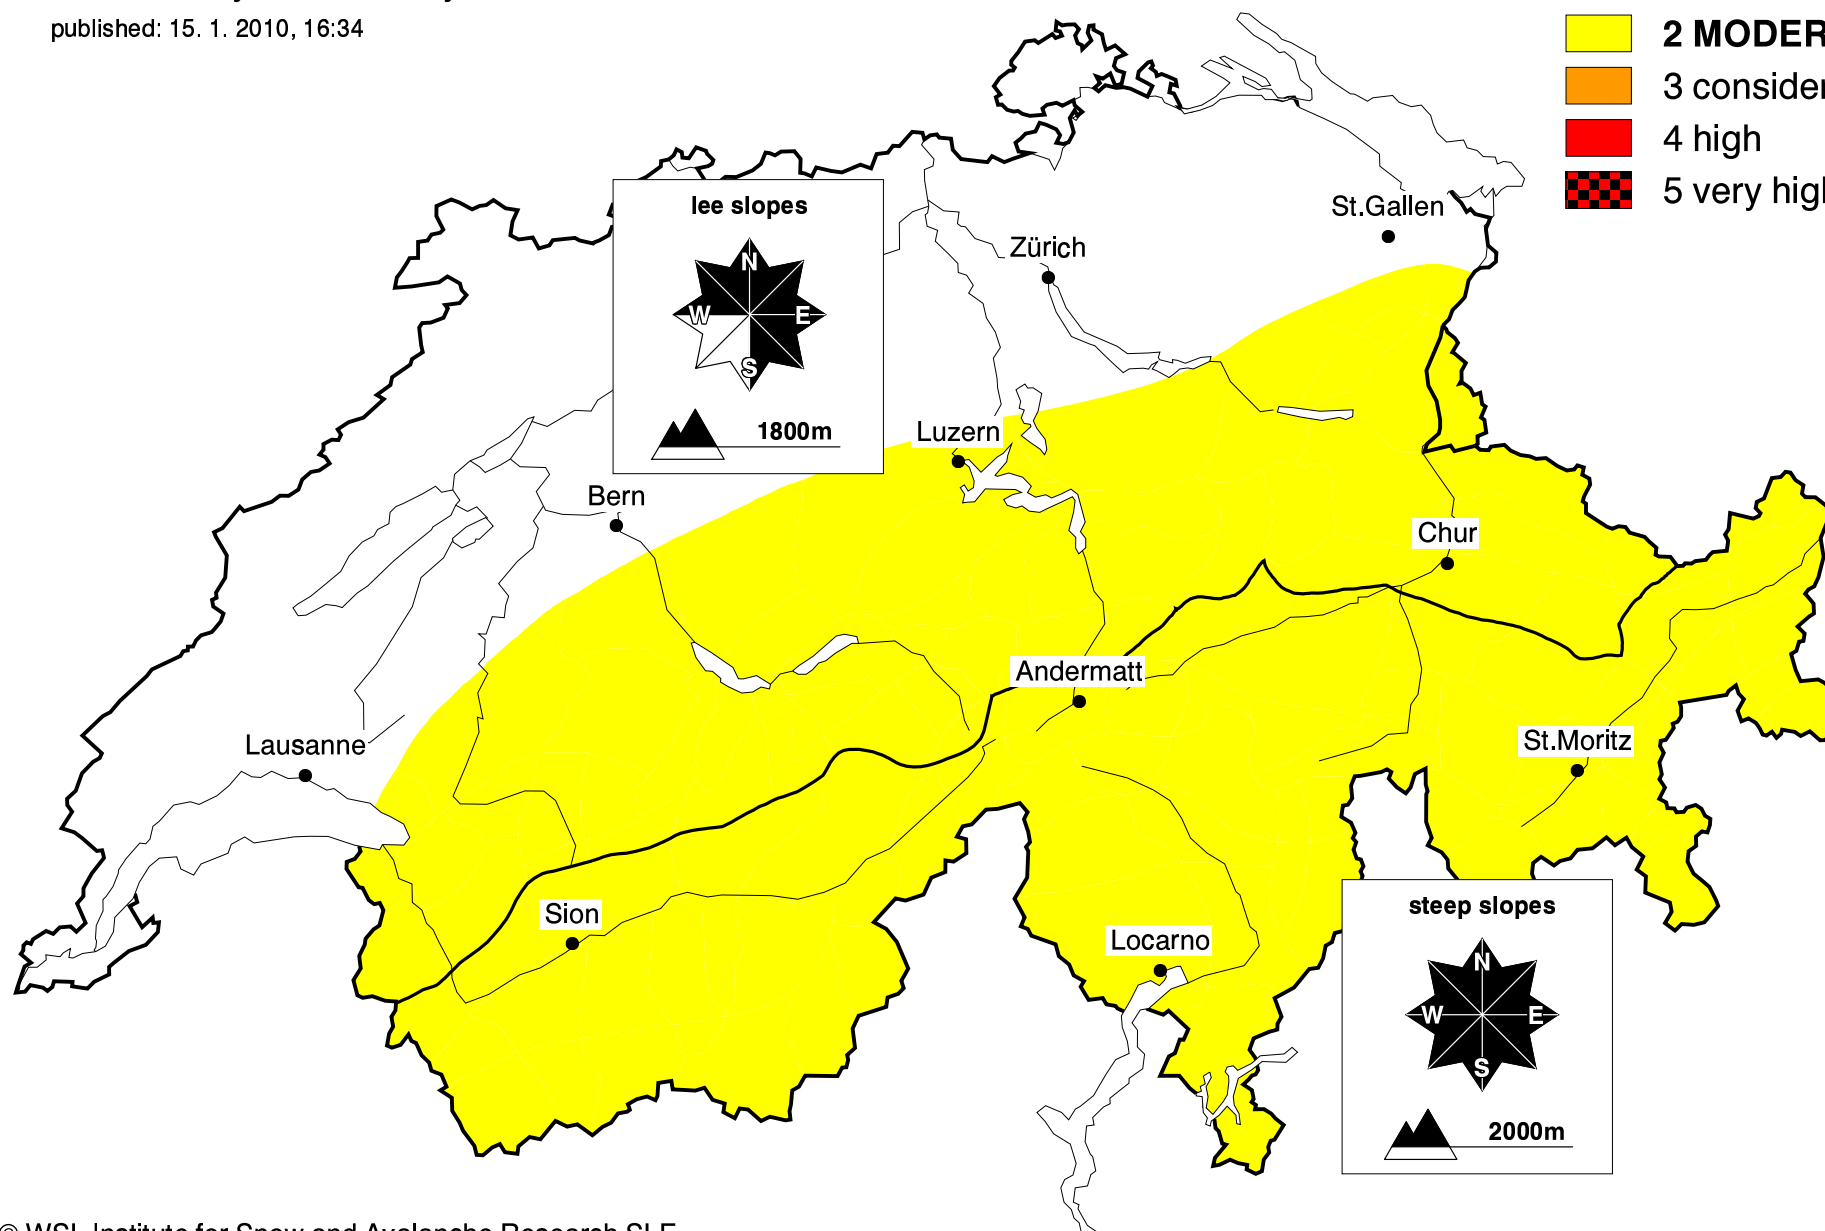 published: 15. 1. 2010, 16:34
2 MODER
3 consider
4 high
5 very high
lee slopes
N
W E
S
1800m
St.Gallen
Zürich
Luzern
Bern
Chur
Andermatt
Lausanne
St.Moritz
Sion
Locarno
steep slopes
N
W E
S
2000m
© WSL Institute for Snow and Avalanche Research SLF